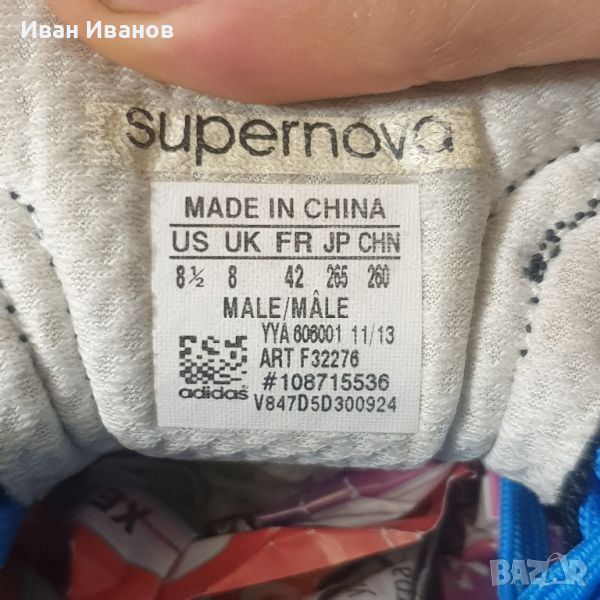 Иван Иванов
supernova
MADE IN CHINA
US UK FR JP CHN
8½ 8 42 265 260
MALE/MÂLE
YYA 606001 11/13
ART F32276
#108715536
adidas
V847D5D300924
BAZAR